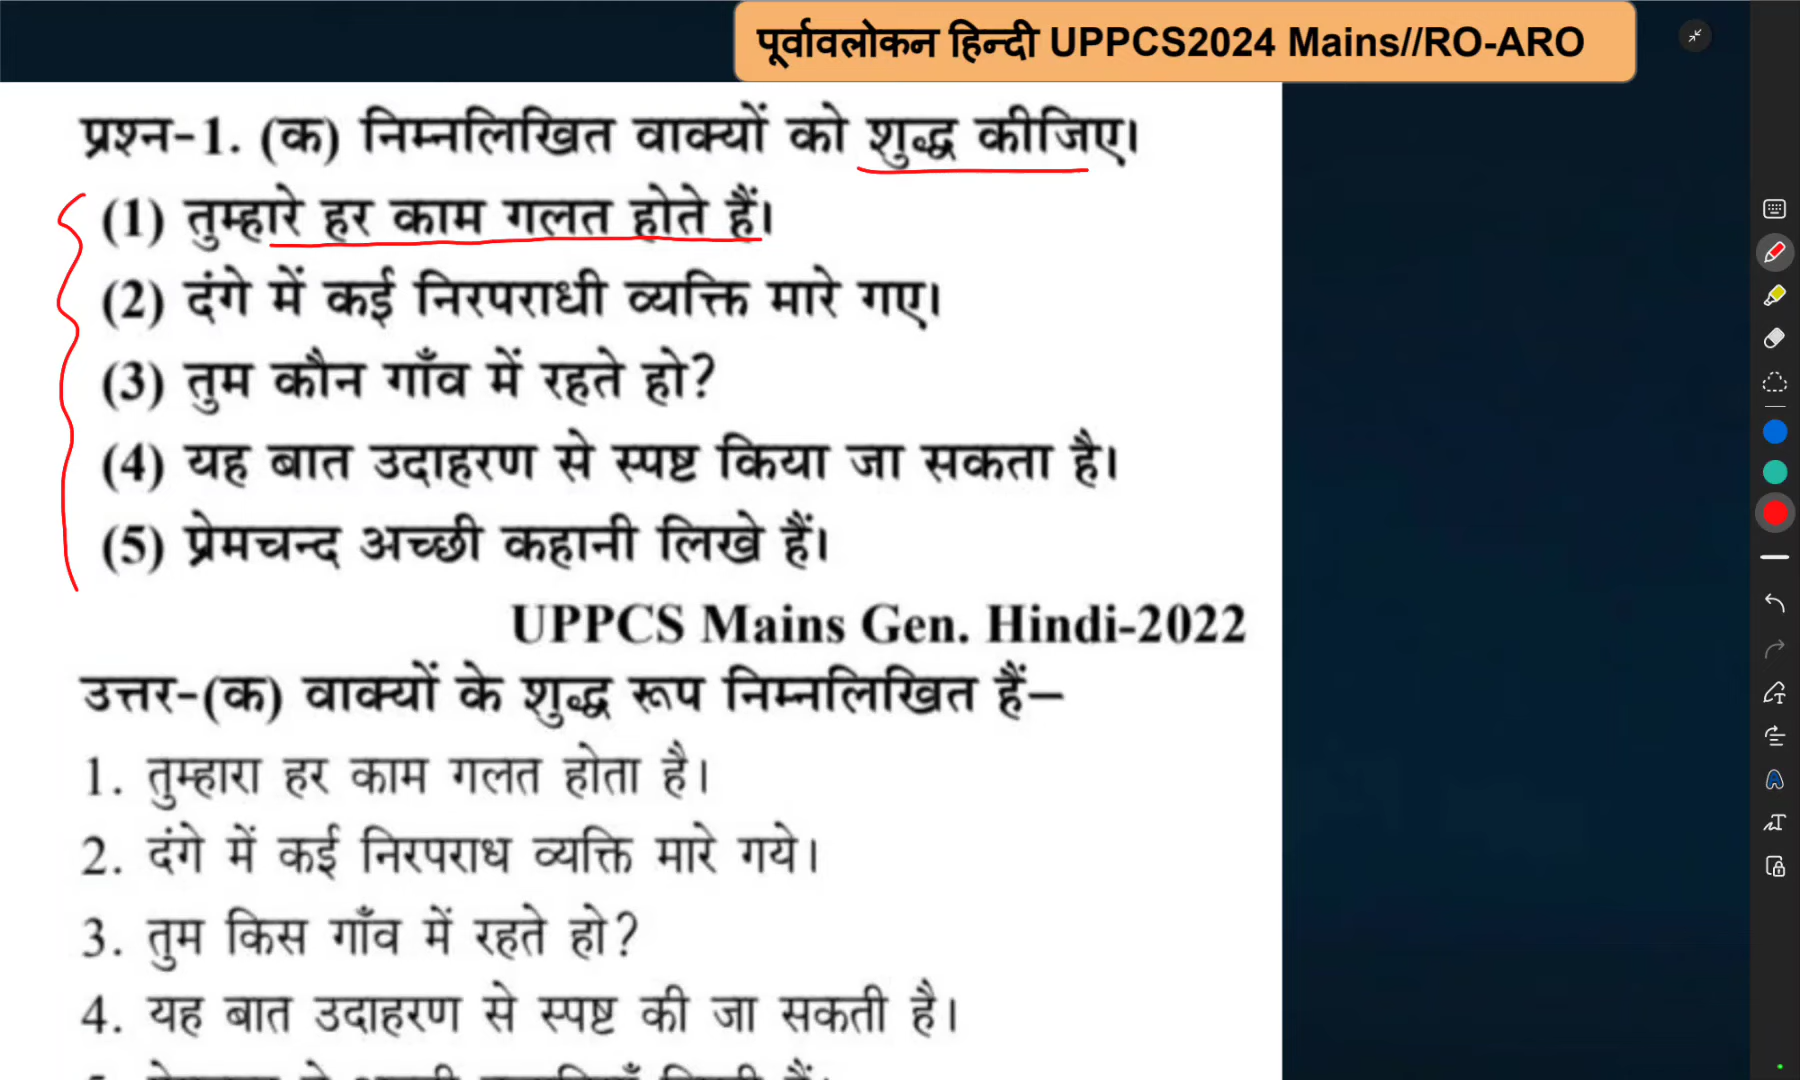 पूर्वावलोकन हिन्दी UPPCS2024 Mains//RO-ARO
प्रश्न-1. (क) निम्नलिखित वाक्यों को शुद्ध कीजिए।
(1) तुम्हारे हर काम गलत होते हैं।
(2) दंगे में कई निरपराधी व्यक्ति मारे गए।
(3) तुम कौन गाँव में रहते हो?
(4) यह बात उदाहरण से स्पष्ट किया जा सकता है।
(5) प्रेमचन्द अच्छी कहानी लिखे हैं।
UPPCS Mains Gen. Hindi-2022
उत्तर-(क) वाक्यों के शुद्ध रूप निम्नलिखित हैं–
1. तुम्हारा हर काम गलत होता है।
2. दंगे में कई निरपराध व्यक्ति मारे गये।
3. तुम किस गाँव में रहते हो?
4. यह बात उदाहरण से स्पष्ट की जा सकती है।